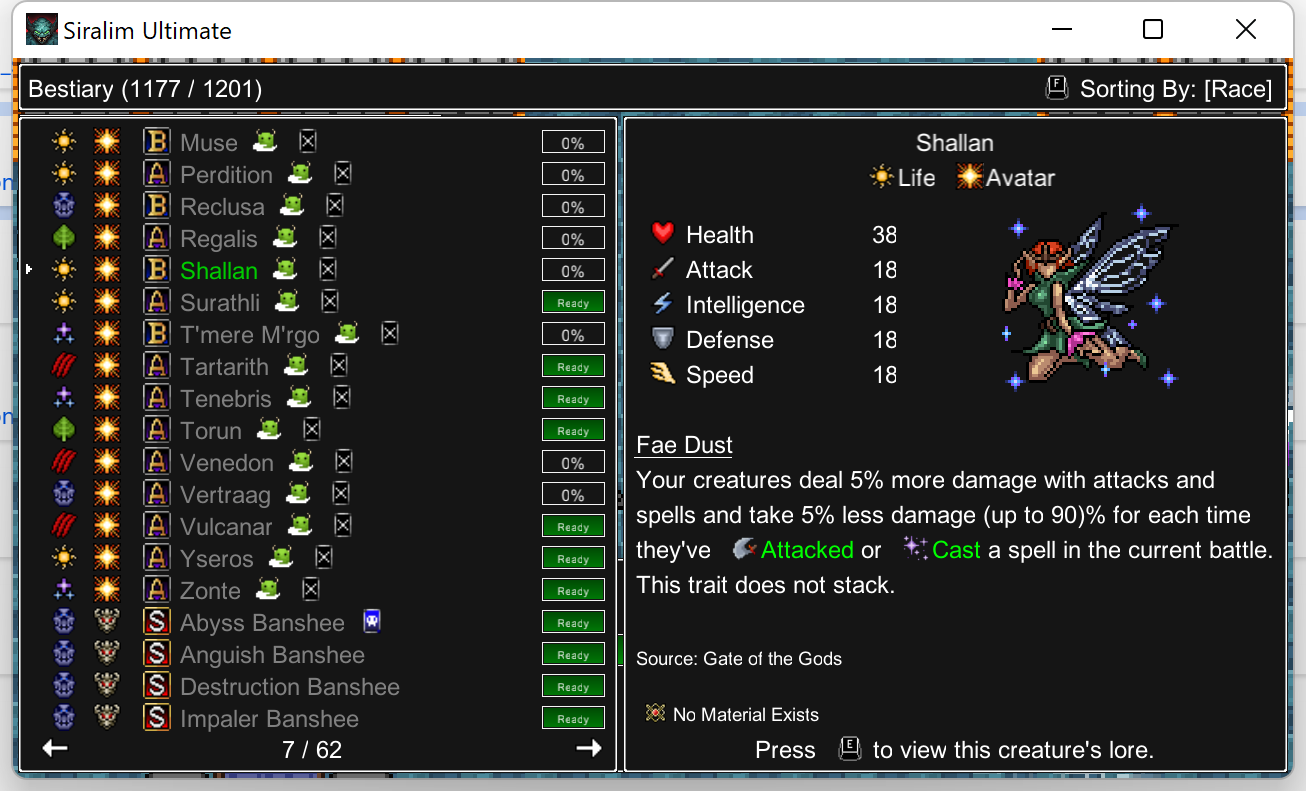 Siralim Ultimate
Bestiary (1177 / 1201)
F Sorting By: [Race]
B Muse 0%
A Perdition 0%
B Reclusa 0%
A Regalis 0%
B Shallan 0%
A Surathli Ready
B T'mere M'rgo 0%
A Tartarith Ready
A Tenebris Ready
A Torun Ready
A Venedon 0%
A Vertraag 0%
A Vulcanar Ready
A Yseros Ready
A Zonte Ready
S Abyss Banshee Ready
S Anguish Banshee Ready
S Destruction Banshee Ready
S Impaler Banshee Ready
7 / 62
Shallan
Life Avatar
Health 38
Attack 18
Intelligence 18
Defense 18
Speed 18
Fae Dust
Your creatures deal 5% more damage with attacks and
spells and take 5% less damage (up to 90)% for each time
they've Attacked or Cast a spell in the current battle.
This trait does not stack.
Source: Gate of the Gods
No Material Exists
Press E to view this creature's lore.